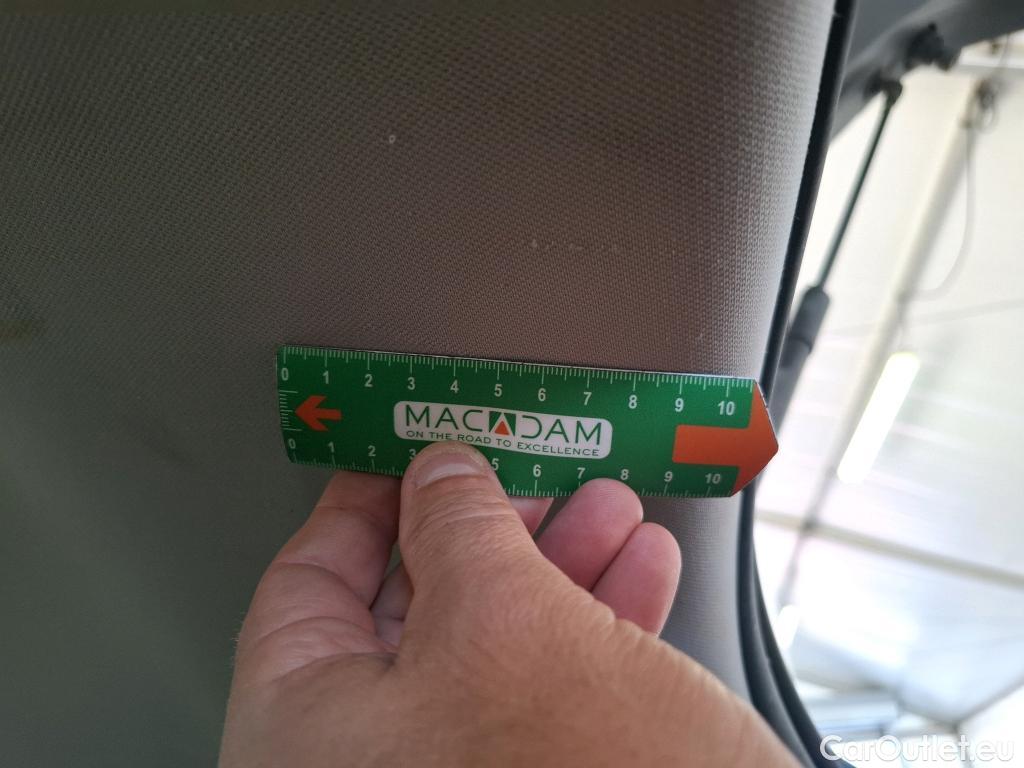 0 1 2 3 4 5 6 7 8 9 10
MACADAM
ON THE ROAD TO EXCELLENCE
0 1 2 3 5 6 7 8 9 10
CarOutlet.eu